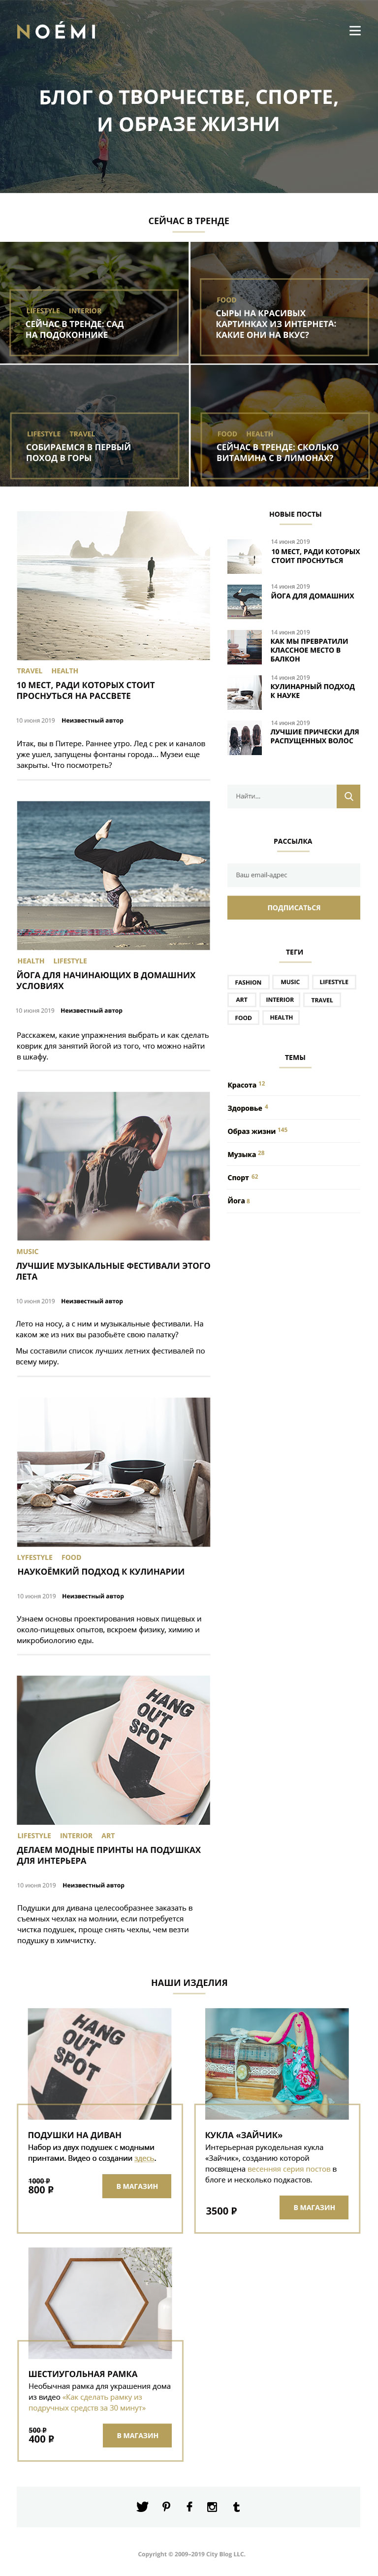 NOÉMI
БЛОГ О ТВОРЧЕСТВЕ, СПОРТЕ,
И ОБРАЗЕ ЖИЗНИ
СЕЙЧАС В ТРЕНДЕ
LIFESTYLE INTERIOR
СЕЙЧАС В ТРЕНДЕ: САД
НА ПОДОКОННИКЕ
FOOD
СЫРЫ НА КРАСИВЫХ
КАРТИНКАХ ИЗ ИНТЕРНЕТА:
КАКИЕ ОНИ НА ВКУС?
LIFESTYLE TRAVEL
СОБИРАЕМСЯ В ПЕРВЫЙ
ПОХОД В ГОРЫ
FOOD HEALTH
СЕЙЧАС В ТРЕНДЕ: СКОЛЬКО
ВИТАМИНА С В ЛИМОНАХ?
TRAVEL HEALTH
10 МЕСТ, РАДИ КОТОРЫХ СТОИТ
ПРОСНУТЬСЯ НА РАССВЕТЕ
10 июня 2019 Неизвестный автор
Итак, вы в Питере. Раннее утро. Лед с рек и каналов
уже ушел, запущены фонтаны города... Музеи еще
закрыты. Что посмотреть?
HEALTH LIFESTYLE
ЙОГА ДЛЯ НАЧИНАЮЩИХ В ДОМАШНИХ
УСЛОВИЯХ
10 июня 2019 Неизвестный автор
Расскажем, какие упражнения выбрать и как сделать
коврик для занятий йогой из того, что можно найти
в шкафу.
MUSIC
ЛУЧШИЕ МУЗЫКАЛЬНЫЕ ФЕСТИВАЛИ ЭТОГО
ЛЕТА
10 июня 2019 Неизвестный автор
Лето на носу, а с ним и музыкальные фестивали. На
каком же из них вы разобьёте свою палатку?
Мы составили список лучших летних фестивалей по
всему миру.
LYFESTYLE FOOD
НАУКОЁМКИЙ ПОДХОД К КУЛИНАРИИ
10 июня 2019 Неизвестный автор
Узнаем основы проектирования новых пищевых и
около-пищевых опытов, вскроем физику, химию и
микробиологию еды.
HANG
OUT
SPOT
LIFESTYLE INTERIOR ART
ДЕЛАЕМ МОДНЫЕ ПРИНТЫ НА ПОДУШКАХ
ДЛЯ ИНТЕРЬЕРА
10 июня 2019 Неизвестный автор
Подушки для дивана целесообразнее заказать в
съемных чехлах на молнии, если потребуется
чистка подушек, проще снять чехлы, чем везти
подушку в химчистку.
НОВЫЕ ПОСТЫ
14 июня 2019
10 МЕСТ, РАДИ КОТОРЫХ
СТОИТ ПРОСНУТЬСЯ
14 июня 2019
ЙОГА ДЛЯ ДОМАШНИХ
14 июня 2019
КАК МЫ ПРЕВРАТИЛИ
КЛАССНОЕ МЕСТО В
БАЛКОН
14 июня 2019
КУЛИНАРНЫЙ ПОДХОД
К НАУКЕ
14 июня 2019
ЛУЧШИЕ ПРИЧЕСКИ ДЛЯ
РАСПУЩЕННЫХ ВОЛОС
Найти...
РАССЫЛКА
Ваш email-адрес
ПОДПИСАТЬСЯ
ТЕГИ
FASHION MUSIC LIFESTYLE
ART INTERIOR TRAVEL
FOOD HEALTH
ТЕМЫ
Красота 12
Здоровье 4
Образ жизни 145
Музыка 28
Спорт 62
Йога 8
НАШИ ИЗДЕЛИЯ
HANG
OUT
SPOT
ПОДУШКИ НА ДИВАН
Набор из двух подушек с модными
принтами. Видео о создании здесь.
1000 ₽
800 ₽
В МАГАЗИН
КУКЛА «ЗАЙЧИК»
Интерьерная рукодельная кукла
«Зайчик», созданию которой
посвящена весенняя серия постов в
блоге и несколько подкастов.
3500 ₽
В МАГАЗИН
ШЕСТИУГОЛЬНАЯ РАМКА
Необычная рамка для украшения дома
из видео «Как сделать рамку из
подручных средств за 30 минут»
500 ₽
400 ₽
В МАГАЗИН
Copyright © 2009–2019 City Blog LLC.